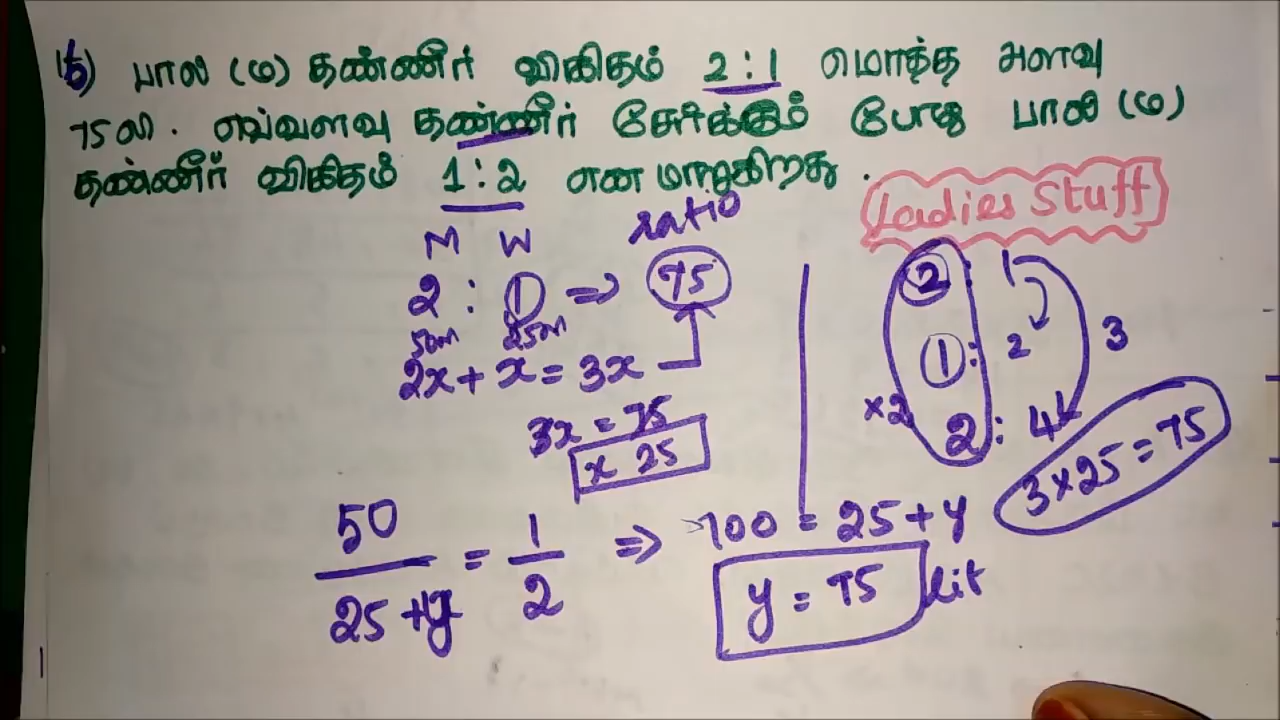 15) பால் (ம) தண்ணீர் விகிதம் 2:1 மொத்த அளவு
75லி. எவ்வளவு தண்ணீர் சேர்க்கும் போது பால் (ம)
தண்ணீர் விகிதம் 1:2 என மாறுகிறது.
Ladies Stuff
M W ratio
2 : 1 ⇒ 75
50m 25m
2x + x = 3x
3x = 75
x 25
50/(25+y) = 1/2 ⇒ 100 = 25+y
y = 75 lit
2 : 1
1 : 2 3
×2 2 : 4
3×25=75